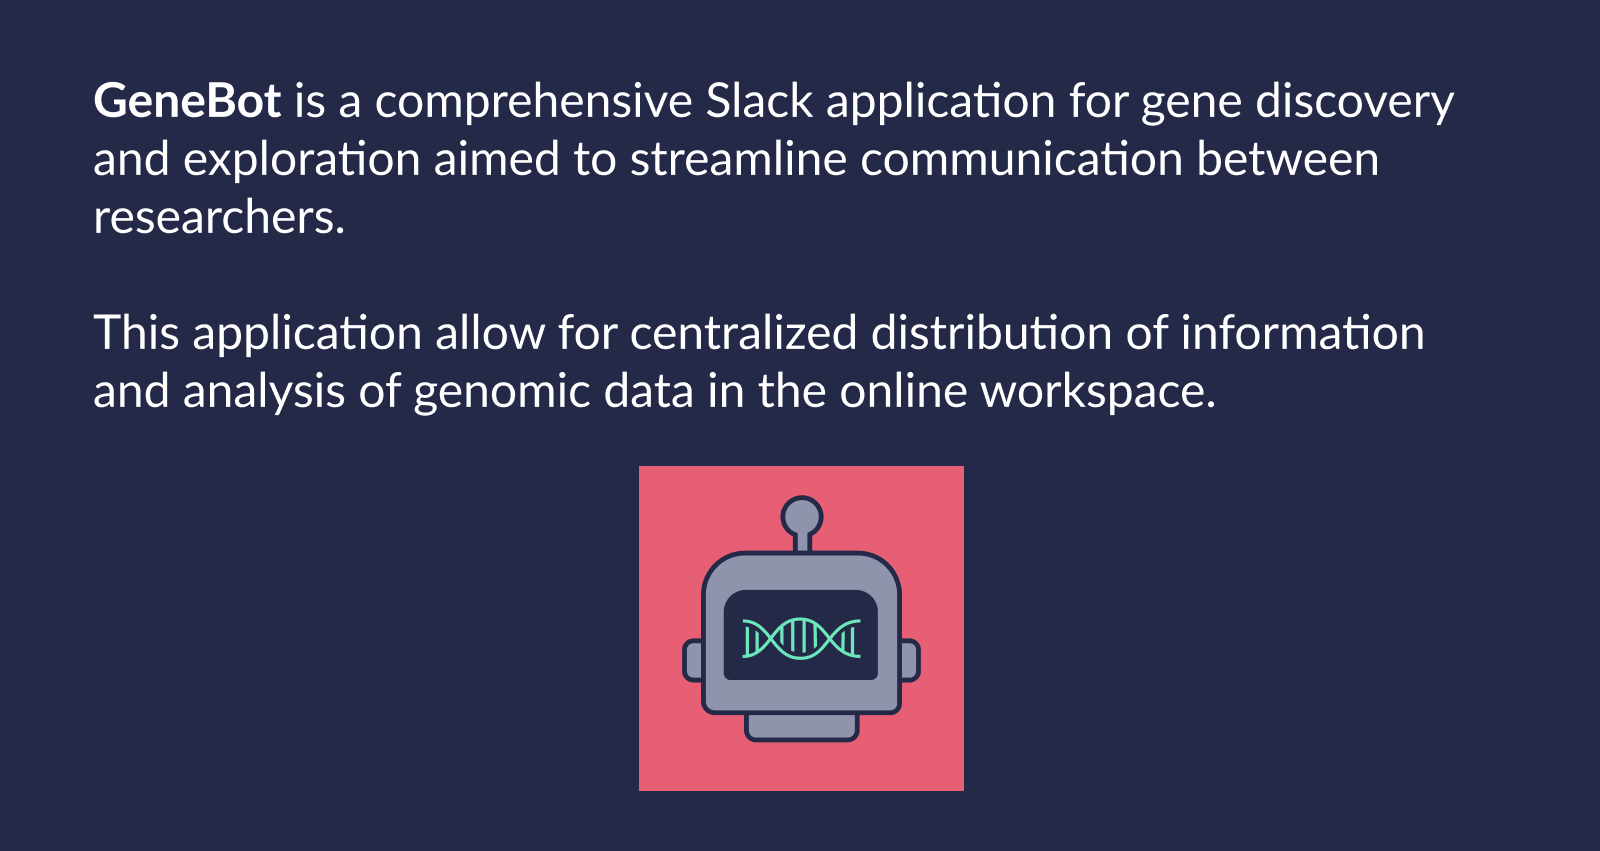 GeneBot is a comprehensive Slack application for gene discovery
and exploration aimed to streamline communication between
researchers.
This application allow for centralized distribution of information
and analysis of genomic data in the online workspace.